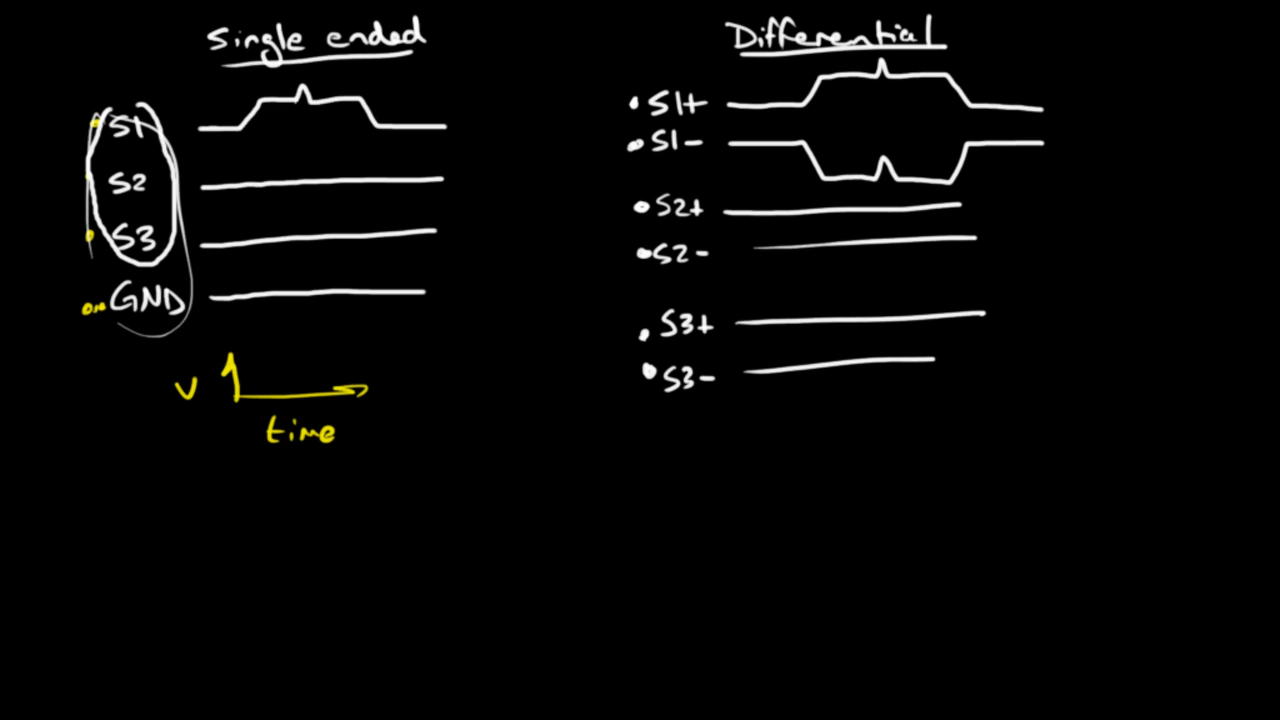 Single ended
S1
S2
S3
GND
V
time
Differential
S1+
S1-
S2+
S2-
S3+
S3-